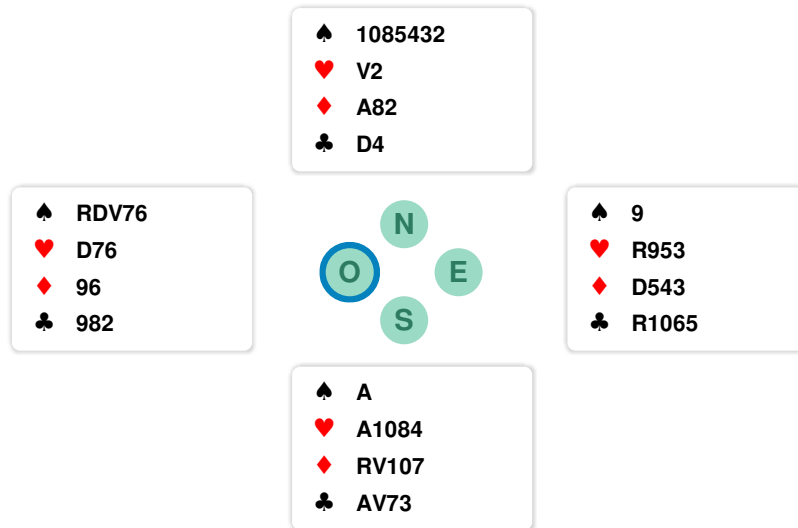 ♠ 1085432
♥ V2
♦ A82
♣ D4
♠ RDV76
♥ D76
♦ 96
♣ 982
N
O E
S
♠ 9
♥ R953
♦ D543
♣ R1065
♠ A
♥ A1084
♦ RV107
♣ AV73